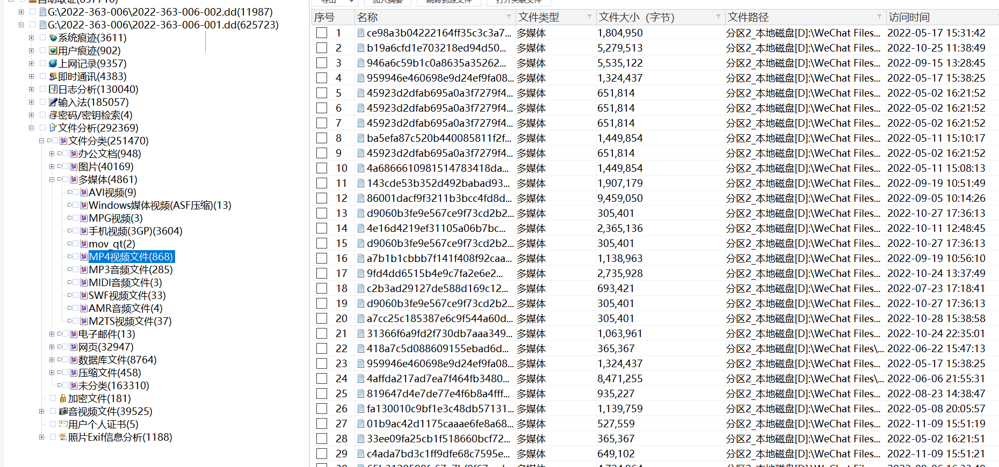 自动取证(637710)
G:\2022-363-006\2022-363-006-002.dd(11987)
G:\2022-363-006\2022-363-006-001.dd(625723)
系统痕迹(3611)
用户痕迹(902)
上网记录(9357)
即时通讯(4383)
日志分析(130040)
输入法(185057)
密码/密钥检索(4)
文件分析(292369)
文件分类(251470)
办公文档(948)
图片(40169)
多媒体(4861)
AVI视频(9)
Windows媒体视频(ASF压缩)(13)
MPG视频(3)
手机视频(3GP)(3604)
mov_qt(2)
MP4视频文件(868)
MP3音频文件(285)
MIDI音频文件(3)
SWF视频文件(33)
AMR音频文件(4)
M2TS视频文件(37)
电子邮件(13)
网页(32947)
数据库文件(8764)
压缩文件(458)
未分类(163310)
加密文件(181)
音视频文件(39525)
用户个人证书(5)
照片Exif信息分析(1188)
导出 加入摘要 跳转到源文件 打开关联文件
序号 名称 文件类型 文件大小（字节） 文件路径 访问时间
1 ce98a3b04222164ff35c3c3a7... 多媒体 1,804,950 分区2_本地磁盘[D]:\WeChat Files... 2022-05-17 15:31:42
2 b19a6cfd1e703218ed94d50... 多媒体 5,279,513 分区2_本地磁盘[D]:\WeChat Files... 2022-10-25 11:38:49
3 946a6c59b1c0a8635a35262... 多媒体 5,535,122 分区2_本地磁盘[D]:\WeChat Files... 2022-09-15 13:28:45
4 959946e460698e9d24ef9fa08... 多媒体 1,324,437 分区2_本地磁盘[D]:\WeChat Files... 2022-05-17 15:38:25
5 45923d2dfab695a0a3f7279f4... 多媒体 651,814 分区2_本地磁盘[D]:\WeChat Files... 2022-05-02 16:21:52
6 45923d2dfab695a0a3f7279f4... 多媒体 651,814 分区2_本地磁盘[D]:\WeChat Files... 2022-05-02 16:21:52
7 45923d2dfab695a0a3f7279f4... 多媒体 651,814 分区2_本地磁盘[D]:\WeChat Files... 2022-05-02 16:21:52
8 ba5efa87c520b440085811f2f... 多媒体 1,449,854 分区2_本地磁盘[D]:\WeChat Files... 2022-05-11 15:10:17
9 45923d2dfab695a0a3f7279f4... 多媒体 651,814 分区2_本地磁盘[D]:\WeChat Files... 2022-05-02 16:21:52
10 4a6866610981514783418da... 多媒体 1,449,854 分区2_本地磁盘[D]:\WeChat Files... 2022-05-11 15:08:13
11 143cde53b352d492babad93... 多媒体 1,907,179 分区2_本地磁盘[D]:\WeChat Files... 2022-09-19 10:51:49
12 86001dacf9f3211b3bcc4fd8d... 多媒体 9,459,050 分区2_本地磁盘[D]:\WeChat Files... 2022-09-05 10:14:26
13 d9060b3fe9e567ce9f73cd2b2... 多媒体 305,401 分区2_本地磁盘[D]:\WeChat Files... 2022-10-27 17:36:13
14 4e16d4219ef31105a06b7bc... 多媒体 2,365,136 分区2_本地磁盘[D]:\WeChat Files... 2022-10-11 12:48:45
15 d9060b3fe9e567ce9f73cd2b2... 多媒体 305,401 分区2_本地磁盘[D]:\WeChat Files... 2022-10-27 17:36:13
16 a7b1b1cbbb7f141f408f92caa... 多媒体 1,138,963 分区2_本地磁盘[D]:\WeChat Files... 2022-09-19 10:56:10
17 9fd4dd6515b4e9c7fa2e6e2... 多媒体 2,735,928 分区2_本地磁盘[D]:\WeChat Files... 2022-10-24 13:37:49
18 c2b3ad29127de588d169c12... 多媒体 693,421 分区2_本地磁盘[D]:\WeChat Files... 2022-07-23 17:18:41
19 d9060b3fe9e567ce9f73cd2b2... 多媒体 305,401 分区2_本地磁盘[D]:\WeChat Files... 2022-10-27 17:36:13
20 a7cc25c185387e6c9f544a60d... 多媒体 305,401 分区2_本地磁盘[D]:\WeChat Files... 2022-10-28 15:38:58
21 31366f6a9fd2f730db7aaa349... 多媒体 1,063,961 分区2_本地磁盘[D]:\WeChat Files... 2022-10-24 22:35:01
22 418a7c5d088609155ebad6d... 多媒体 365,367 分区2_本地磁盘[D]:\WeChat Files\... 2022-06-22 15:47:13
23 959946e460698e9d24ef9fa08... 多媒体 1,324,437 分区2_本地磁盘[D]:\WeChat Files... 2022-05-17 15:38:25
24 4affda217ad7ea7f464fb3480... 多媒体 8,471,255 分区2_本地磁盘[D]:\WeChat Files\... 2022-06-06 21:55:31
25 819647d4e7de77e4f6b8a4fff... 多媒体 935,227 分区2_本地磁盘[D]:\WeChat Files... 2022-08-23 14:38:47
26 fa130010c9bf1e3c48db57131... 多媒体 1,139,759 分区2_本地磁盘[D]:\WeChat Files... 2022-05-08 20:05:57
27 01b9ac42d1175caaae6fe8a68... 多媒体 527,559 分区2_本地磁盘[D]:\WeChat Files... 2022-11-09 15:51:19
28 33ee09fa25cb1f518660bcf72... 多媒体 365,367 分区2_本地磁盘[D]:\WeChat Files... 2022-05-02 16:21:51
29 c4ada7bd3c1ff9dfe68c7595e... 多媒体 649,102 分区2_本地磁盘[D]:\WeChat Files... 2022-11-09 15:51:21